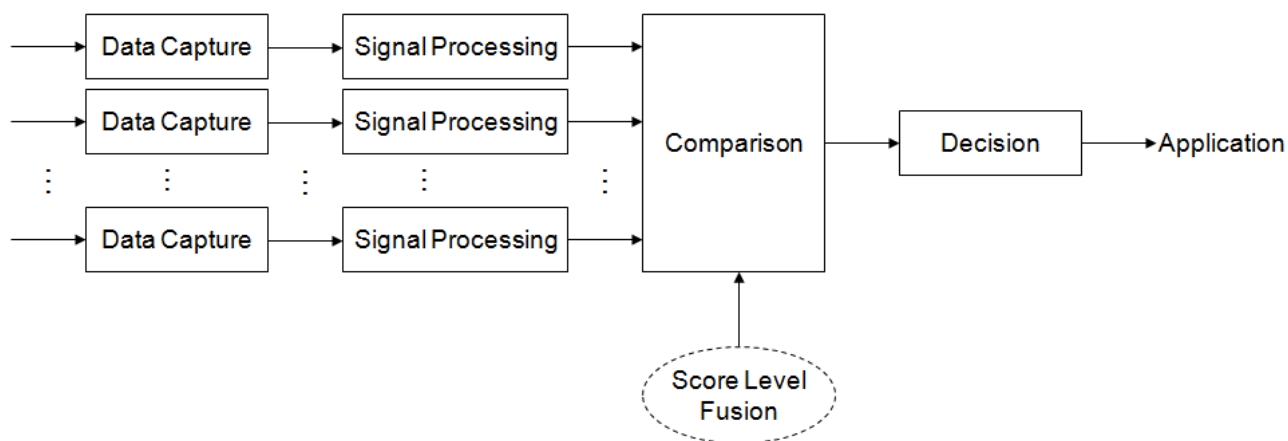 Data Capture
Signal Processing
Data Capture
Signal Processing
Comparison
Decision
Application
Data Capture
Signal Processing
Score Level
Fusion